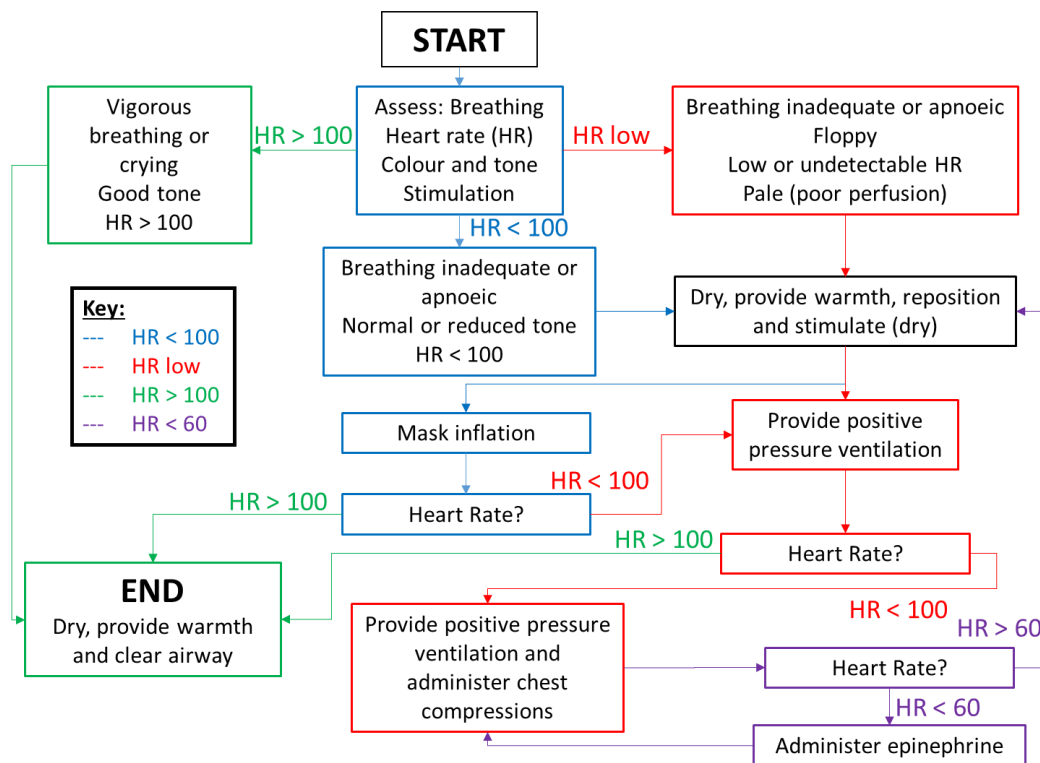 START
Vigorous
breathing or
crying
Good tone
HR > 100
HR > 100
Assess: Breathing
Heart rate (HR)
Colour and tone
Stimulation
HR low
Breathing inadequate or apnoeic
Floppy
Low or undetectable HR
Pale (poor perfusion)
HR < 100
Breathing inadequate or
apnoeic
Normal or reduced tone
HR < 100
Dry, provide warmth, reposition
and stimulate (dry)
Key:
--- HR < 100
--- HR low
--- HR > 100
--- HR < 60
Mask inflation
Provide positive
pressure ventilation
HR > 100
Heart Rate?
HR < 100
HR > 100
Heart Rate?
HR < 100
END
Dry, provide warmth
and clear airway
Provide positive pressure
ventilation and
administer chest
compressions
HR > 60
Heart Rate?
HR < 60
Administer epinephrine